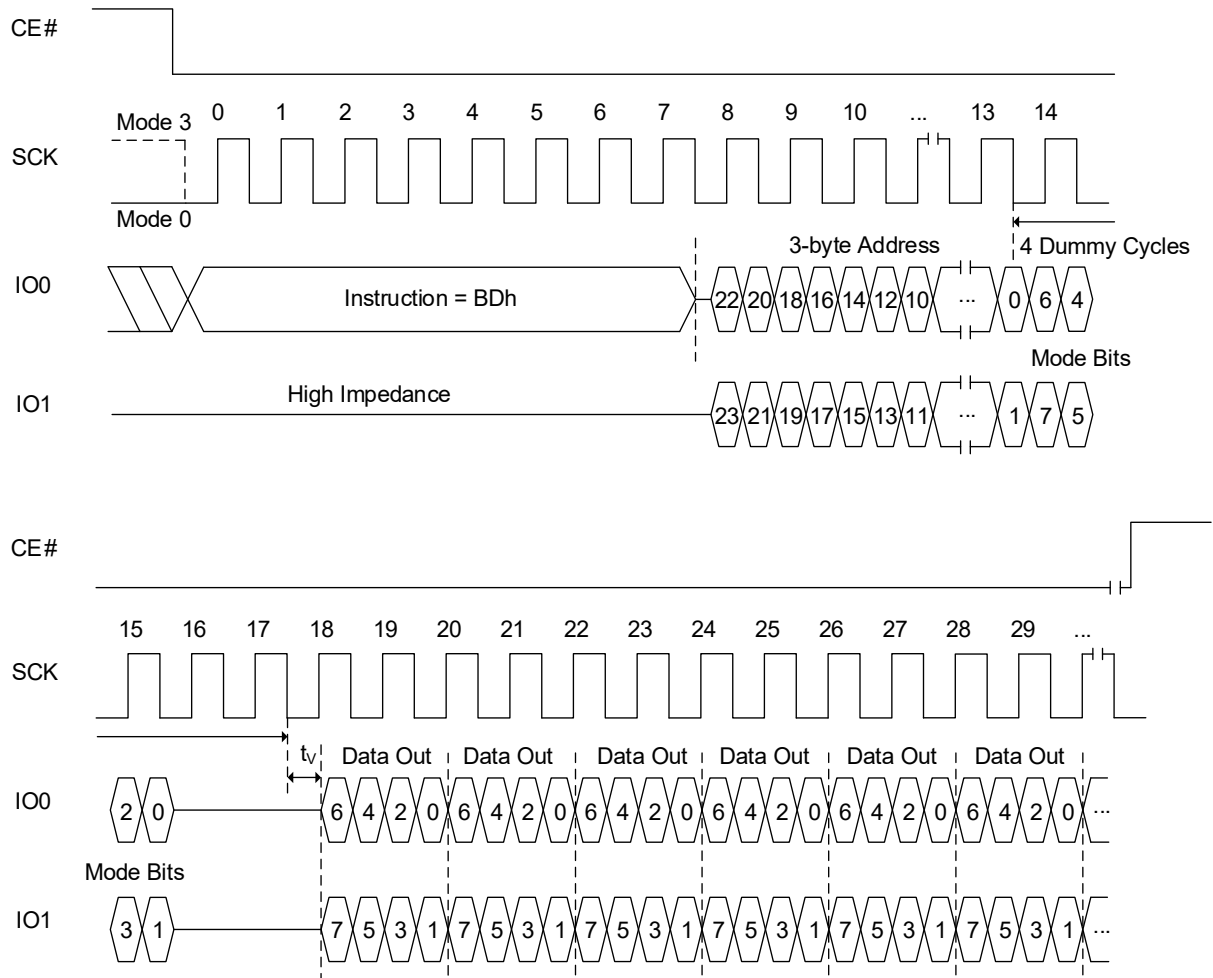 CE#
0 1 2 3 4 5 6 7 8 9 10 ... 13 14
Mode 3
SCK
Mode 0
3-byte Address 4 Dummy Cycles
IO0 Instruction = BDh 22 20 18 16 14 12 10 ... 0 6 4
Mode Bits
High Impedance
IO1 23 21 19 17 15 13 11 ... 1 7 5
CE#
15 16 17 18 19 20 21 22 23 24 25 26 27 28 29 ...
SCK
tV Data Out Data Out Data Out Data Out Data Out Data Out
IO0 2 0 6 4 2 0 6 4 2 0 6 4 2 0 6 4 2 0 6 4 2 0 6 4 2 0 ...
Mode Bits
IO1 3 1 7 5 3 1 7 5 3 1 7 5 3 1 7 5 3 1 7 5 3 1 7 5 3 1 ...